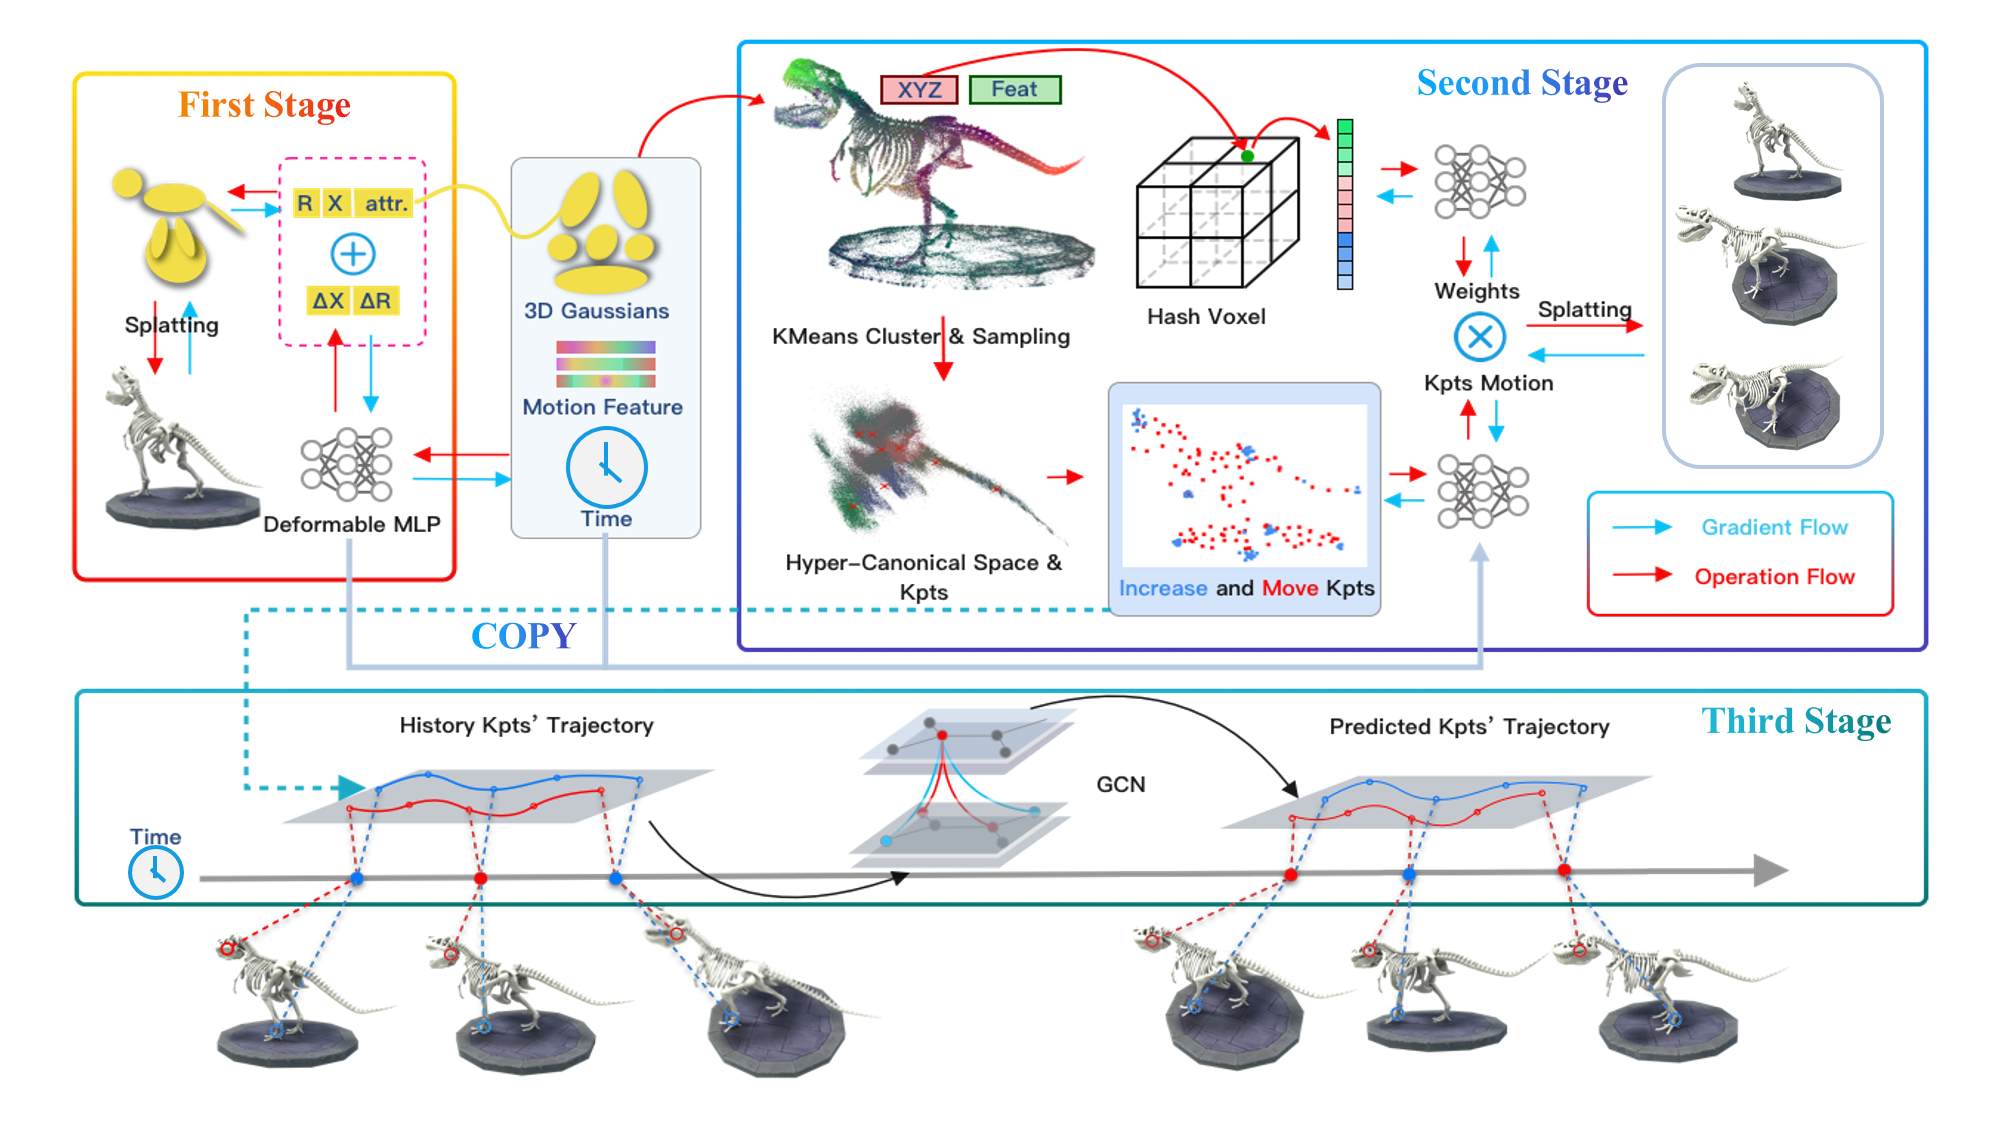 First Stage
R X attr.
ΔX ΔR
Splatting
Deformable MLP
3D Gaussians
Motion Feature
Time
COPY
Second Stage
XYZ
Feat
KMeans Cluster & Sampling
Hash Voxel
Weights
Splatting
Kpts Motion
Hyper-Canonical Space &
Kpts
Increase and Move Kpts
Gradient Flow
Operation Flow
Third Stage
History Kpts’ Trajectory
GCN
Predicted Kpts’ Trajectory
Time